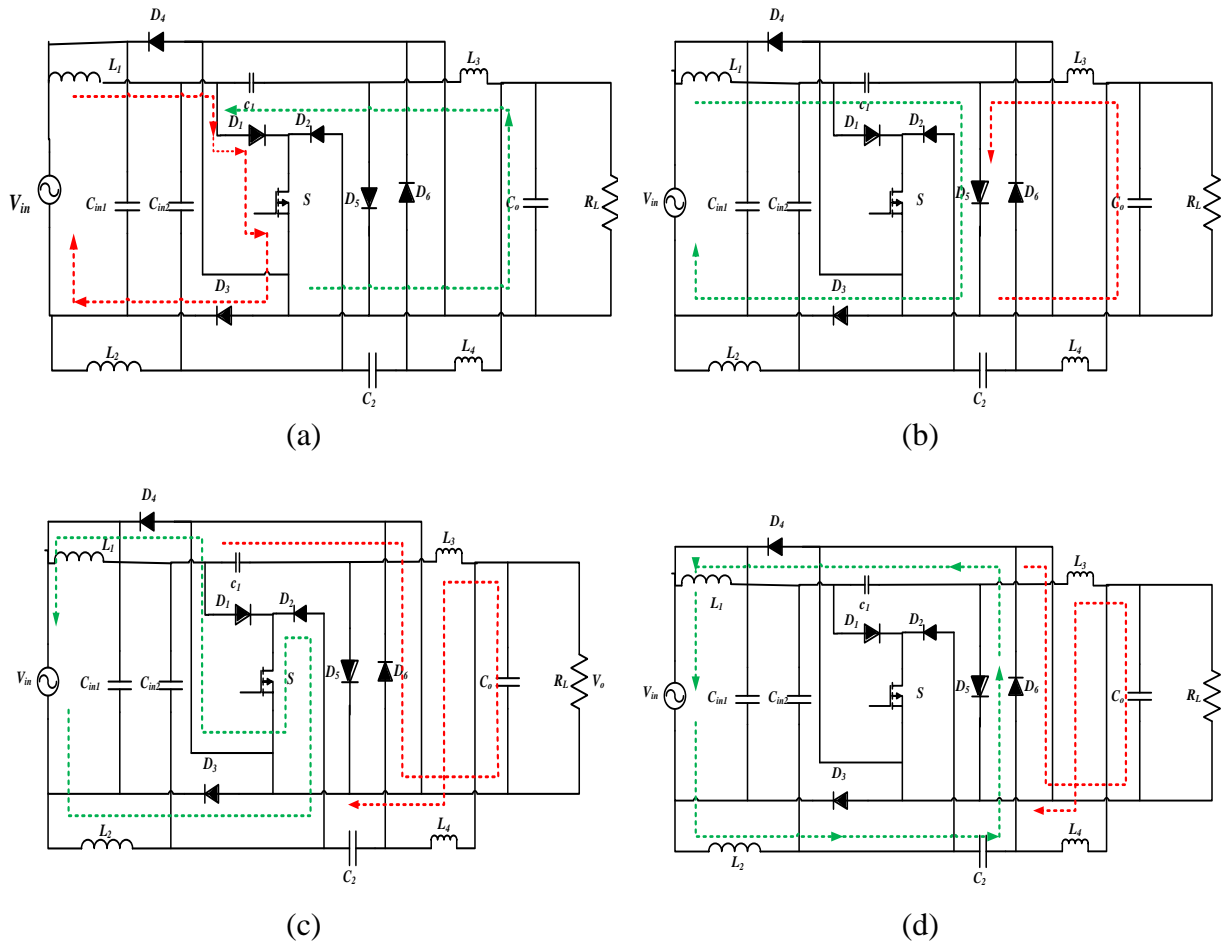 D4
L1
L3
c1
D1
D2
Vin
Cin1
Cin2
S
D5
D6
Co
RL
D3
L2
L4
C2
(a)
D4
L1
L3
c1
D1
D2
Vin
Cin1
Cin2
S
D5
D6
Co
RL
D3
L2
L4
C2
(b)
D4
L1
L3
c1
D1
D2
Vin
Cin1
Cin2
S
D5
D6
Co
RL
Vo
D3
L2
L4
C2
(c)
D4
L3
L1
c1
D1
D2
Vin
Cin1
Cin2
S
D5
D6
Co
RL
D3
L4
L2
C2
(d)